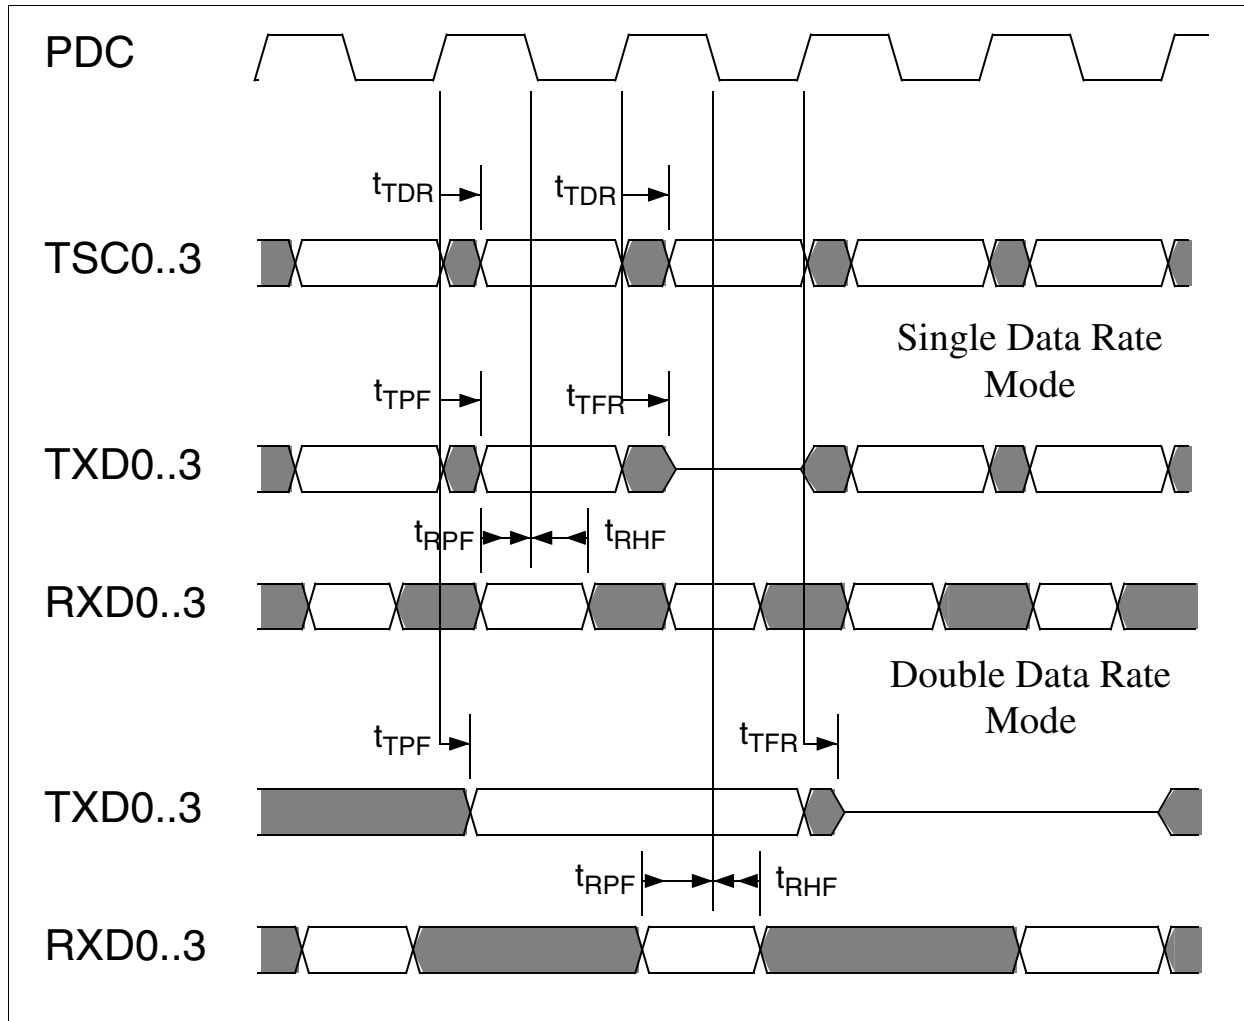 PDC
tTDR tTDR
TSC0..3
Single Data Rate
Mode
tTPF tTFR
TXD0..3
tRPF tRHF
RXD0..3
Double Data Rate
Mode
tTPF tTFR
TXD0..3
tRPF tRHF
RXD0..3